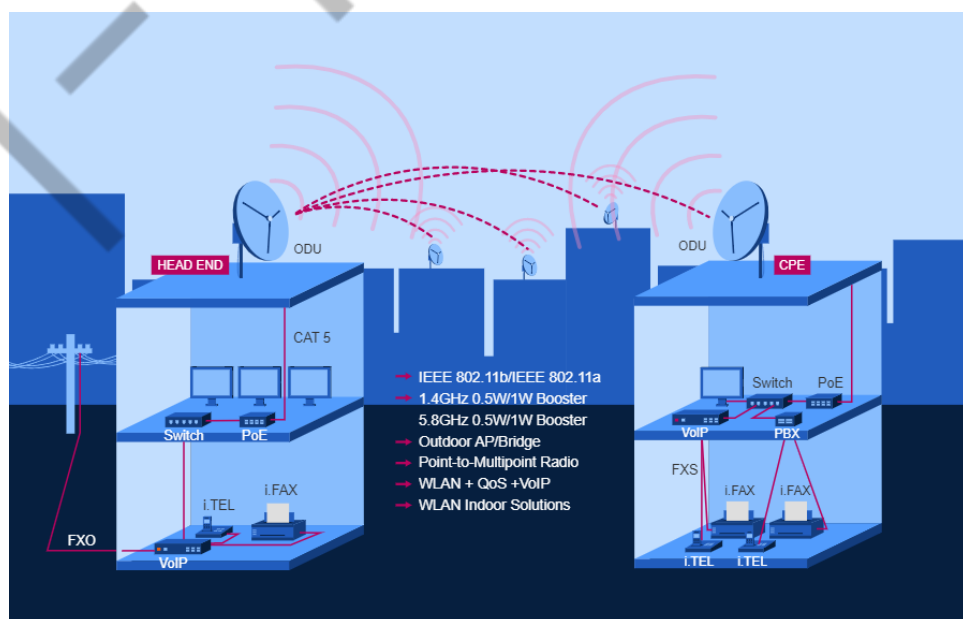 ODU
HEAD END
CAT 5
Switch
PoE
i.TEL
i.FAX
FXO
VoIP
IEEE 802.11b/IEEE 802.11a
1.4GHz 0.5W/1W Booster
5.8GHz 0.5W/1W Booster
Outdoor AP/Bridge
Point-to-Multipoint Radio
WLAN + QoS +VoIP
WLAN Indoor Solutions
ODU
CPE
Switch
PoE
VoIP
PBX
FXS
i.FAX
i.FAX
i.TEL
i.TEL